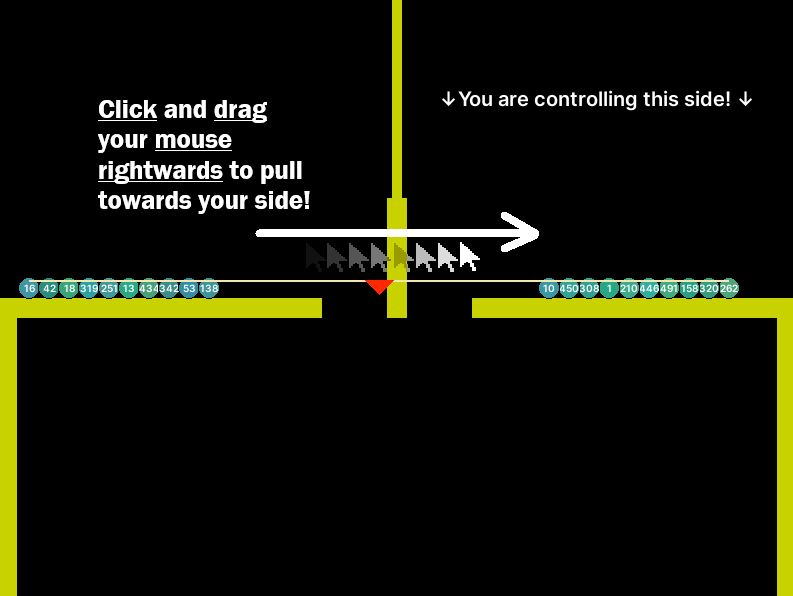 ↓You are controlling this side! ↓
Click and drag
your mouse
rightwards to pull
towards your side!
16 42 18 319 251 13 434 342 53 138
10 450 308 1 210 446 491 158 320 262